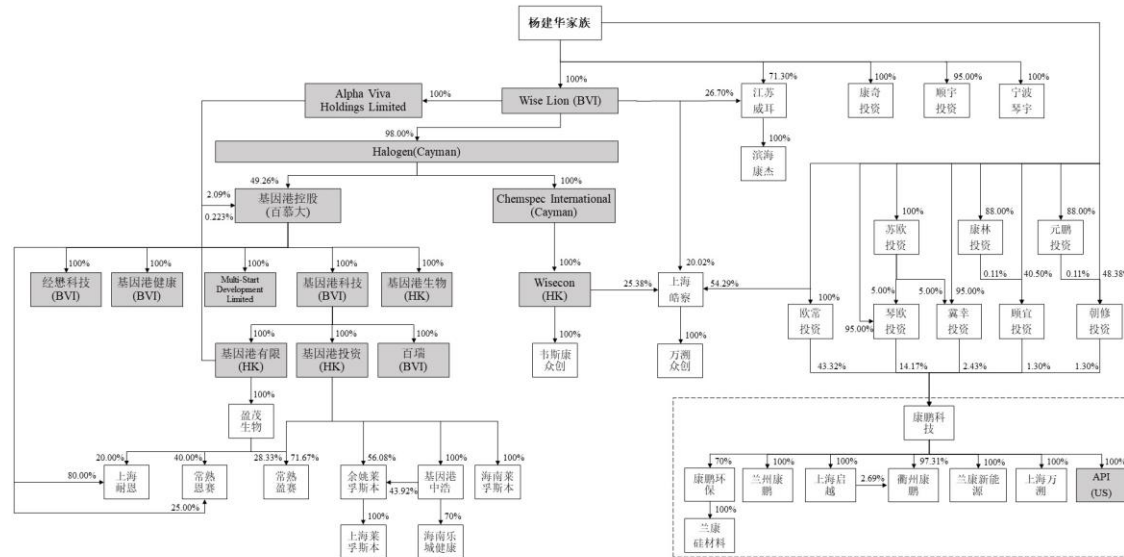 杨建华家族
100%
71.30%
100%
95.00%
100%
Alpha Viva
Holdings Limited
100%
Wise Lion (BVI)
26.70%
江苏
威耳
康奇
投资
顺宇
投资
宁波
琴宇
98.00%
100%
Halogen(Cayman)
滨海
康杰
49.26%
100%
2.09%
0.223%
基因港控股
(百慕大)
Chemspec International
(Cayman)
100%
88.00%
88.00%
苏欧
投资
康林
投资
元鹏
投资
100%
100%
100%
100%
100%
100%
20.02%
0.11%
40.50%
0.11%
48.38%
经懋科技
(BVI)
基因港健康
(BVI)
Multi-Start
Development
Limited
基因港科技
(BVI)
基因港生物
(HK)
Wisecon
(HK)
25.38%
上海
皓察
54.29%
100%
5.00%
5.00%
95.00%
95.00%
欧常
投资
琴欧
投资
冀幸
投资
顾宜
投资
朝修
投资
100%
100%
100%
100%
100%
基因港有限
(HK)
基因港投资
(HK)
百瑞
(BVI)
韦斯康
众创
万溯
众创
43.32%
14.17%
2.43%
1.30%
1.30%
100%
盈茂
生物
康鹏科
技
20.00%
40.00%
28.33%
71.67%
56.08%
100%
100%
80.00%
上海
耐恩
常熟
恩赛
常熟
盈赛
余姚莱
孚斯本
43.92%
基因港
中浩
海南莱
孚斯本
25.00%
70%
100%
100%
97.31%
100%
100%
100%
康鹏环
保
兰州康
鹏
上海启
越
2.69%
衢州康
鹏
兰康新能
源
上海万
溯
API
(US)
100%
70%
100%
上海莱
孚斯本
海南乐
城健康
兰康
硅材料